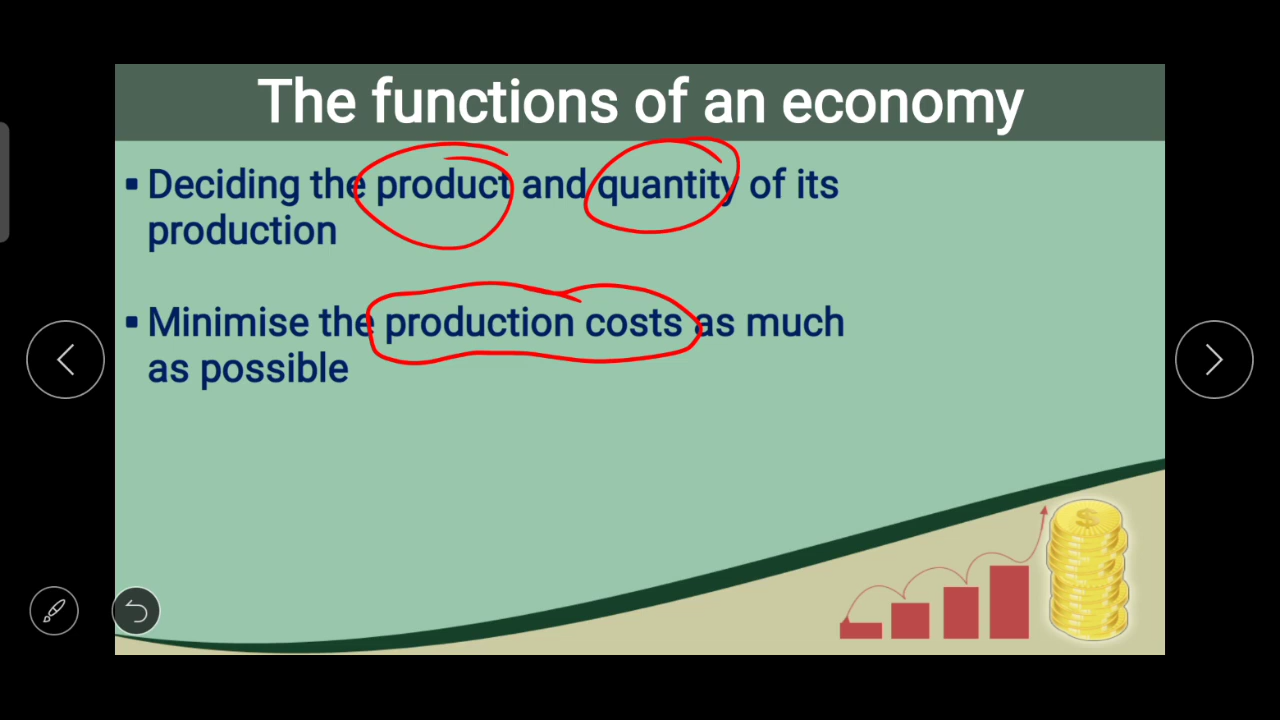 The functions of an economy
▪ Deciding the product and quantity of its
production
▪ Minimise the production costs as much
as possible
$